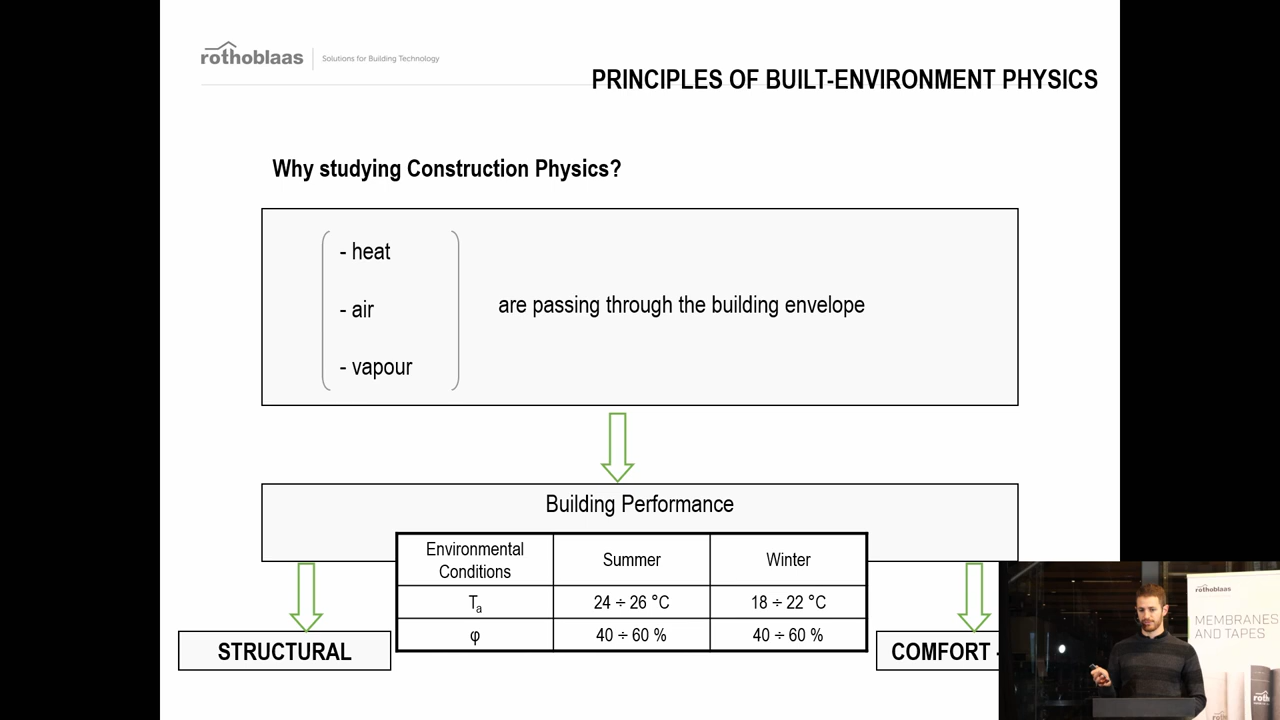 rothoblaas
Solutions for Building Technology
PRINCIPLES OF BUILT-ENVIRONMENT PHYSICS
Why studying Construction Physics?
- heat
- air
- vapour
are passing through the building envelope
Building Performance
Environmental Conditions
Summer
Winter
Ta
24 ÷ 26 °C
18 ÷ 22 °C
φ
40 ÷ 60 %
40 ÷ 60 %
STRUCTURAL
COMFORT -
rothoblaas
MEMBRANES
AND TAPES
roth